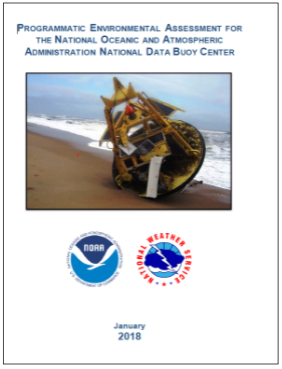 PROGRAMMATIC ENVIRONMENTAL ASSESSMENT FOR
THE NATIONAL OCEANIC AND ATMOSPHERIC
ADMINISTRATION NATIONAL DATA BUOY CENTER
NATIONAL OCEANIC AND ATMOSPHERIC ADMINISTRATION
NOAA
U.S. DEPARTMENT OF COMMERCE
NATIONAL WEATHER SERVICE
January
2018